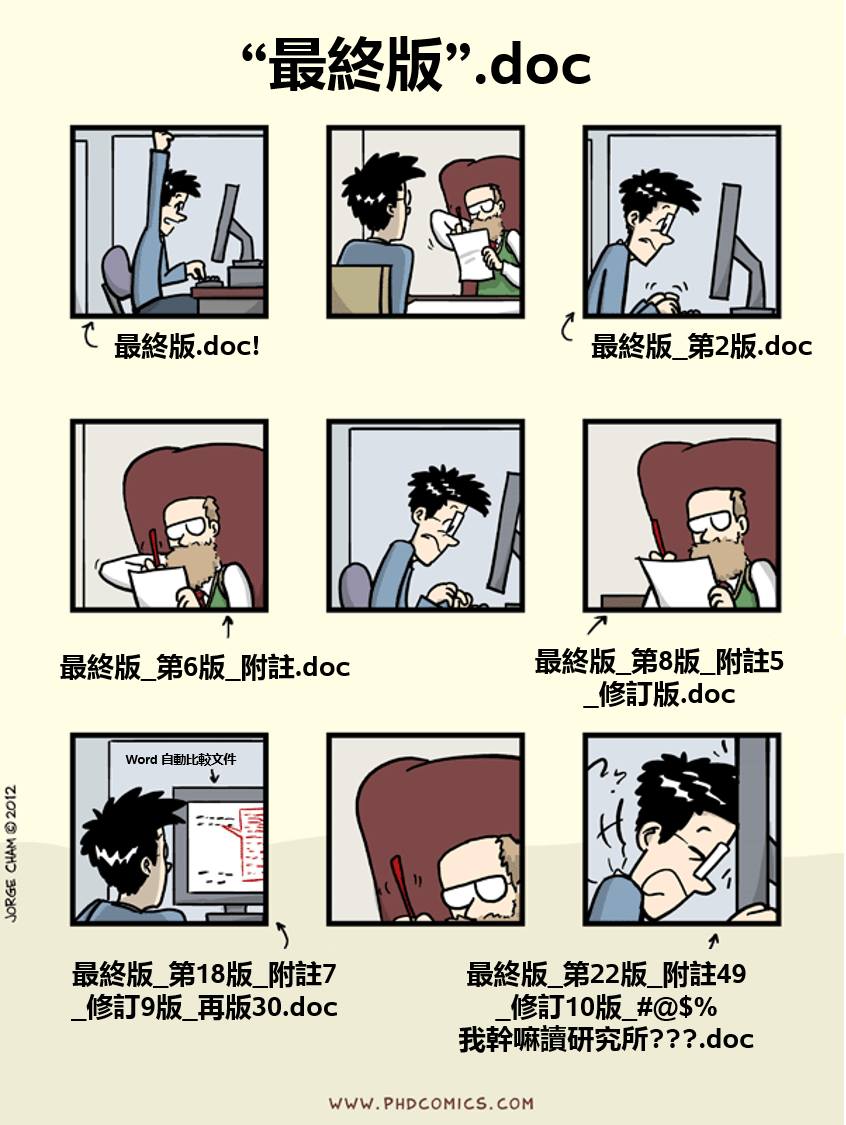 “最終版”.doc
最終版.doc!
最終版_第2版.doc
最終版_第6版_附註.doc
最終版_第8版_附註5
_修訂版.doc
Word 自動比較文件
最終版_第18版_附註7
_修訂9版_再版30.doc
最終版_第22版_附註49
_修訂10版_#@$%
我幹嘛讀研究所???.doc
JORGE CHAM © 2012
WWW.PHDCOMICS.COM